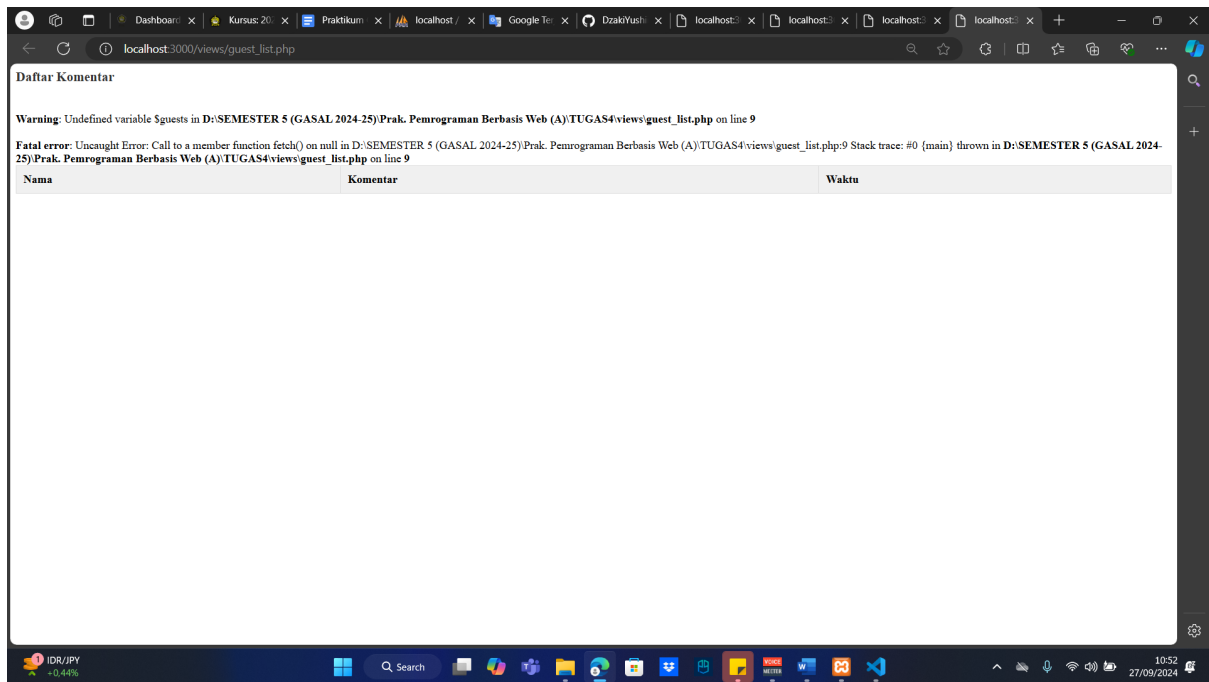 Dashboard
Kursus: 202
Praktikum
localhost /
Google Ter
DzakiYushi
localhost:3
localhost:3
localhost:3
localhost:3
localhost:3000/views/guest_list.php
Daftar Komentar
Warning: Undefined variable $guests in D:\SEMESTER 5 (GASAL 2024-25)\Prak. Pemrograman Berbasis Web (A)\TUGAS4\views\guest_list.php on line 9
Fatal error: Uncaught Error: Call to a member function fetch() on null in D:\SEMESTER 5 (GASAL 2024-25)\Prak. Pemrograman Berbasis Web (A)\TUGAS4\views\guest_list.php:9 Stack trace: #0 {main} thrown in D:\SEMESTER 5 (GASAL 2024-
25)\Prak. Pemrograman Berbasis Web (A)\TUGAS4\views\guest_list.php on line 9
Nama Komentar Waktu
1
IDR/JPY
+0,44%
Search
VOICE
MEETER
10:52
27/09/2024